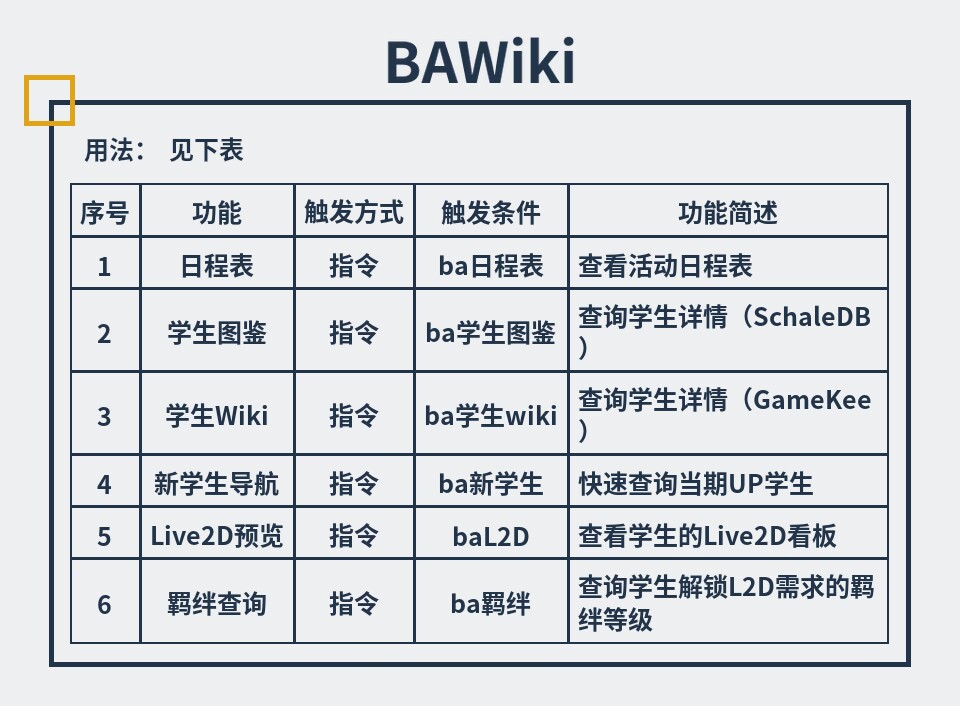 BAWiki
用法： 见下表
序号 功能 触发方式 触发条件 功能简述
1 日程表 指令 ba日程表 查看活动日程表
2 学生图鉴 指令 ba学生图鉴 查询学生详情（SchaleDB
）
3 学生Wiki 指令 ba学生wiki 查询学生详情（GameKee
）
4 新学生导航 指令 ba新学生 快速查询当期UP学生
5 Live2D预览 指令 baL2D 查看学生的Live2D看板
6 羁绊查询 指令 ba羁绊 查询学生解锁L2D需求的羁
绊等级